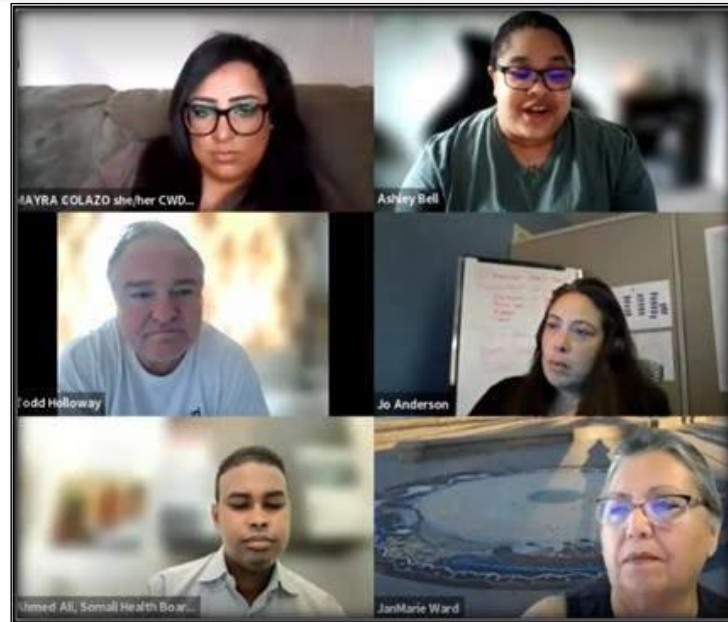 MAYRA COLAZO she/her CWD...
Ashley Bell
Todd Holloway
Jo Anderson
Ahmed Ali, Somali Health Boar...
JanMarie Ward